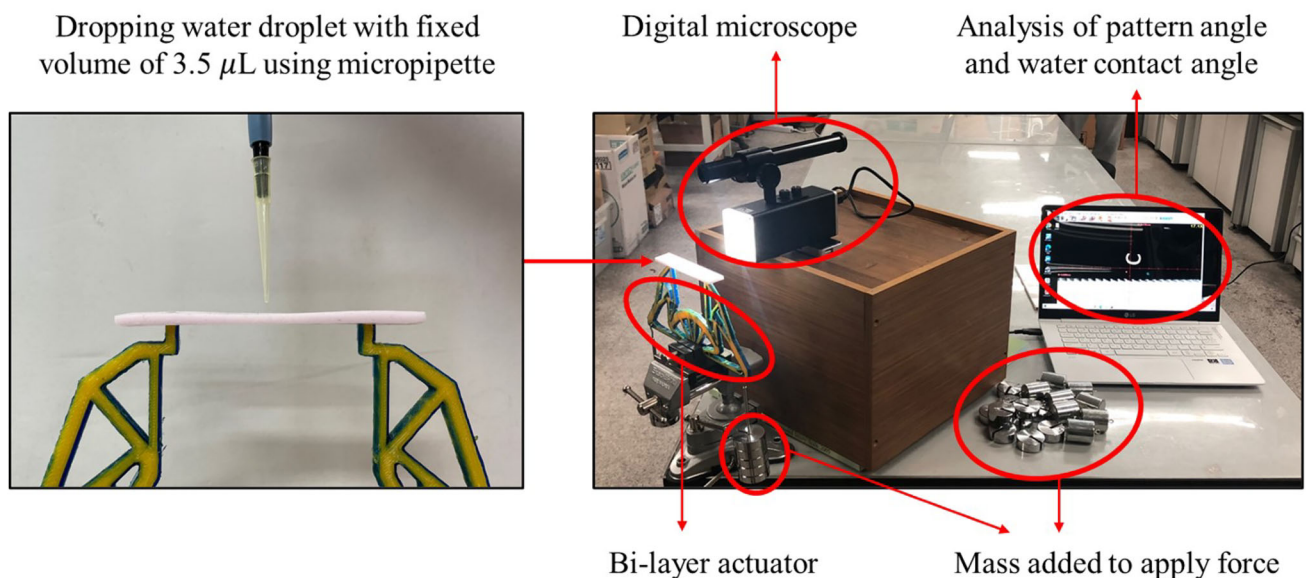 Dropping water droplet with fixed
volume of 3.5 μL using micropipette
Digital microscope
Analysis of pattern angle
and water contact angle
117
LG
Bi-layer actuator
Mass added to apply force